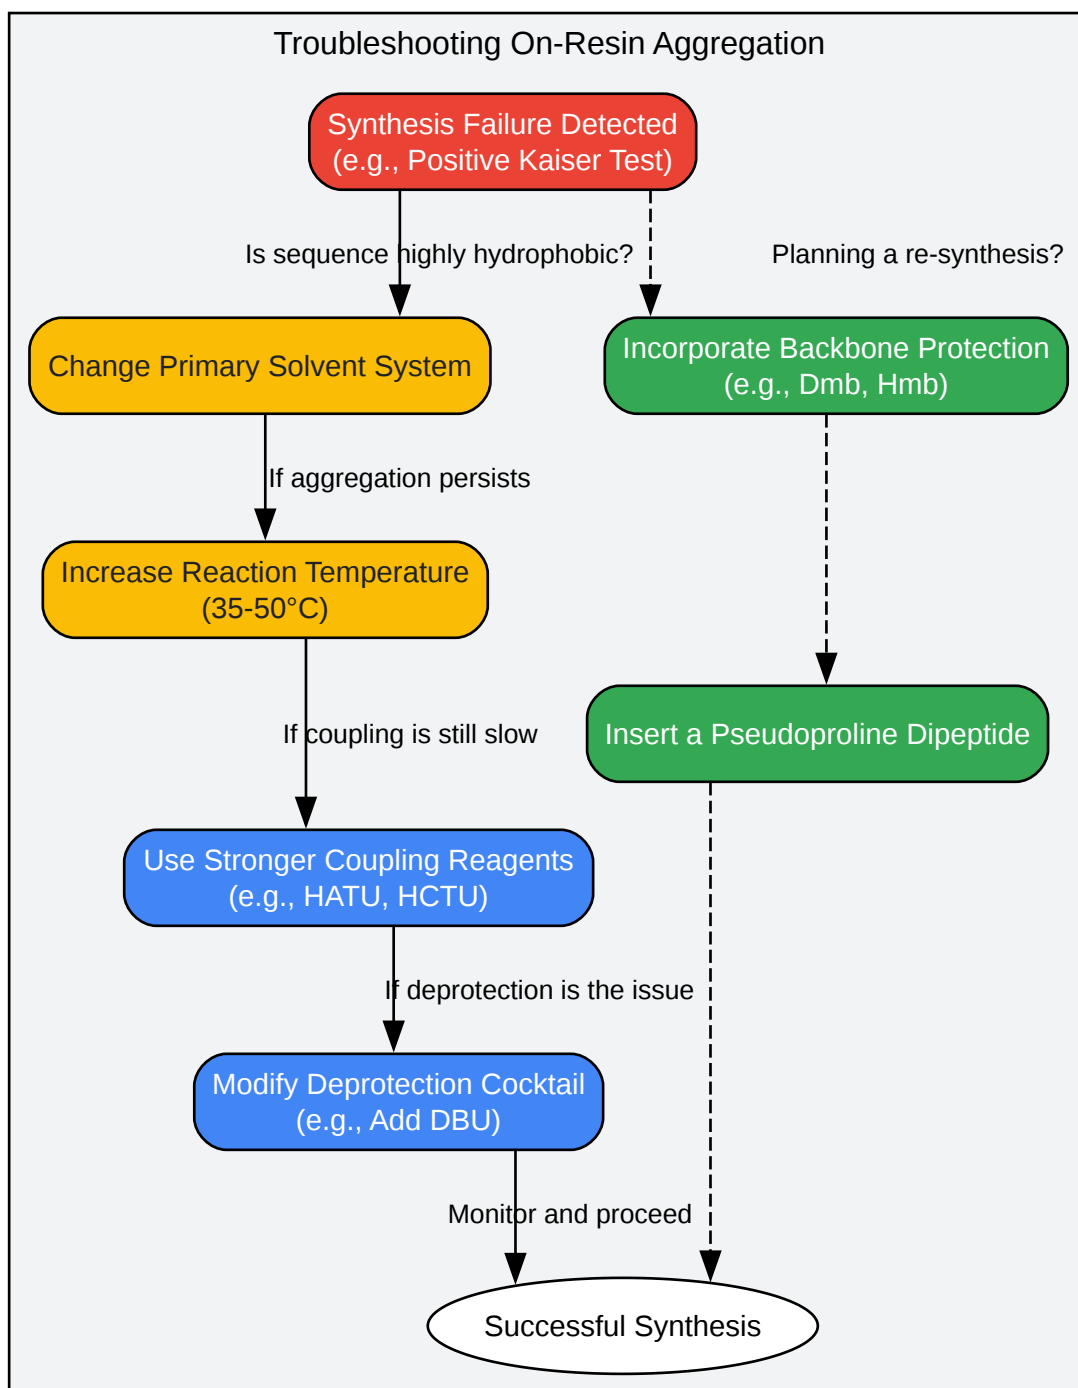 Troubleshooting On-Resin Aggregation
Synthesis Failure Detected
(e.g., Positive Kaiser Test)
Is sequence highly hydrophobic?
Planning a re-synthesis?
Change Primary Solvent System
Incorporate Backbone Protection
(e.g., Dmb, Hmb)
If aggregation persists
Increase Reaction Temperature
(35-50°C)
If coupling is still slow
Insert a Pseudoproline Dipeptide
Use Stronger Coupling Reagents
(e.g., HATU, HCTU)
If deprotection is the issue
Modify Deprotection Cocktail
(e.g., Add DBU)
Monitor and proceed
Successful Synthesis